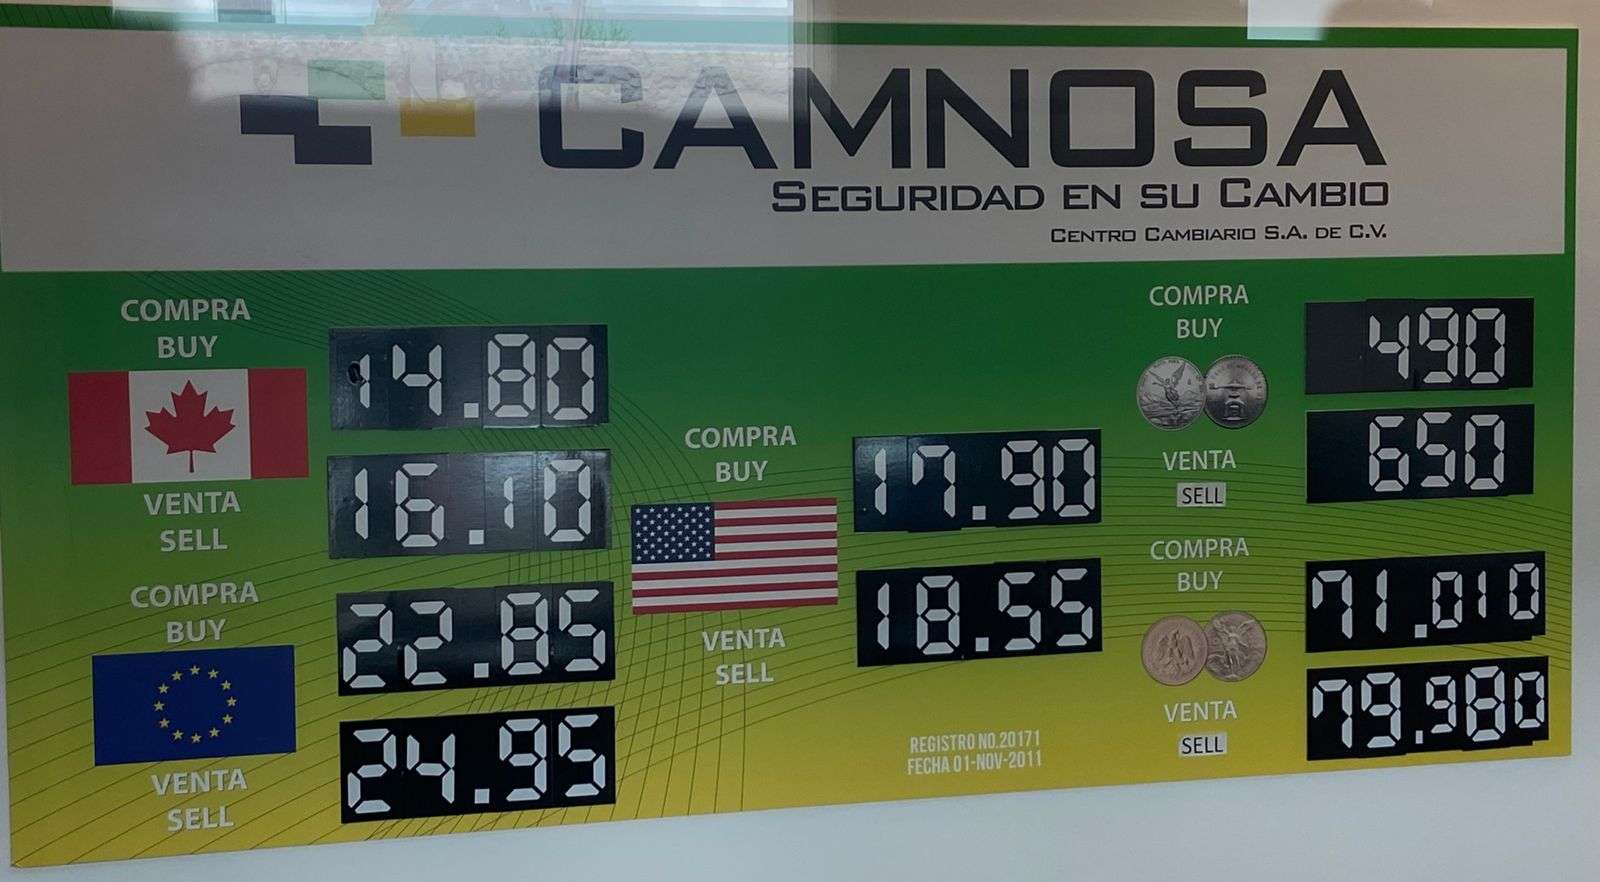 CAMNOSA
SEGURIDAD EN SU CAMBIO
CENTRO CAMBIARIO S.A. DE C.V.
COMPRA
BUY
14.80
VENTA
SELL
16.10
COMPRA
BUY
22.85
VENTA
SELL
24.95
COMPRA
BUY
17.90
VENTA
SELL
18.55
REGISTRO NO.20171
FECHA 01-NOV-2011
COMPRA
BUY
490
VENTA
SELL
650
COMPRA
BUY
71.010
VENTA
SELL
79.980